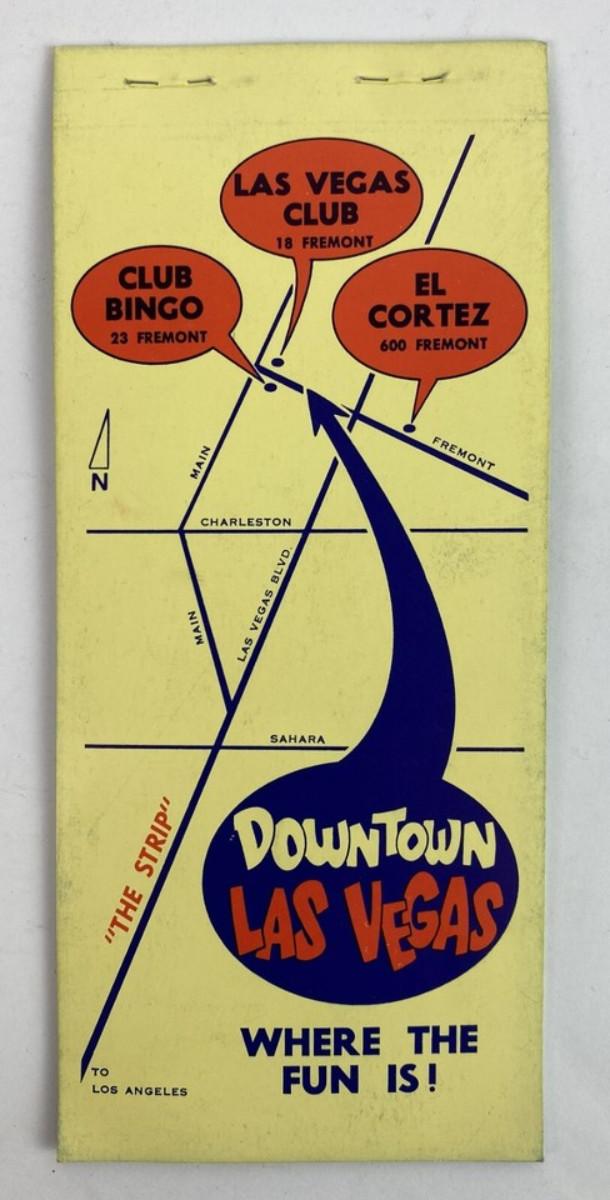 LAS VEGAS
CLUB
18 FREMONT
CLUB
BINGO
23 FREMONT
EL
CORTEZ
600 FREMONT
FREMONT
MAIN
N
CHARLESTON
LAS VEGAS BLVD.
MAIN
SAHARA
"THE STRIP"
DOWNTOWN
LAS VEGAS
WHERE THE
FUN IS!
TO
LOS ANGELES